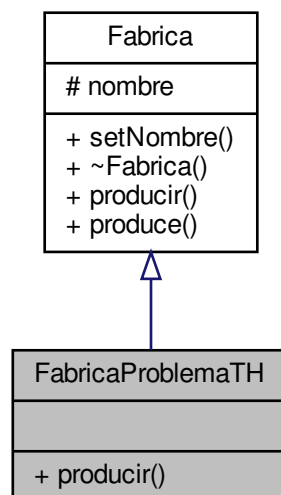 Fabrica
# nombre
+ setNombre()
+ ~Fabrica()
+ producir()
+ produce()
FabricaProblemaTH
+ producir()